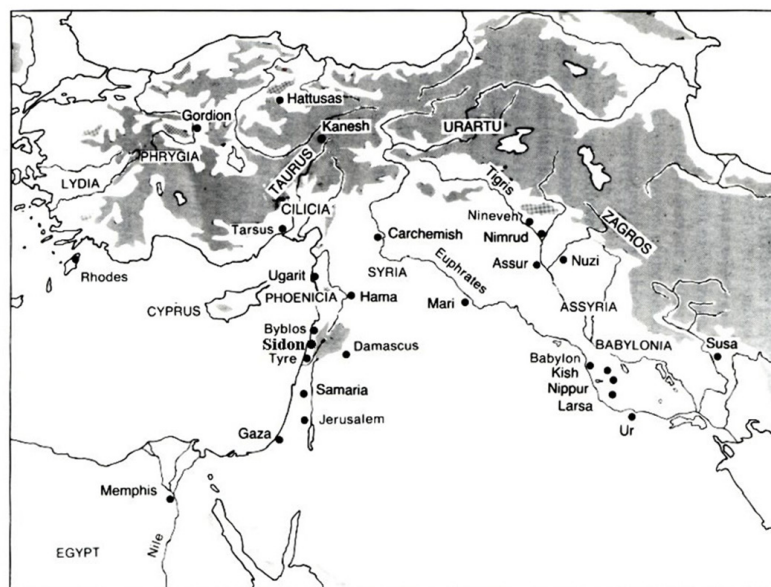 Hattusas
Gordion
Kanesh
URARTU
PHRYGIA
TAURUS
LYDIA
Tigris
CILICIA
Nineveh
ZAGROS
Tarsus
Carchemish
Nimrud
Rhodes
Ugarit
SYRIA
Euphrates
Assur
Nuzi
CYPRUS
PHOENICIA
Hama
Mari
ASSYRIA
Byblos
Sidon
BABYLONIA
Susa
Tyre
Damascus
Babylon
Kish
Nippur
Samaria
Larsa
Jerusalem
Gaza
Ur
Memphis
Nile
EGYPT